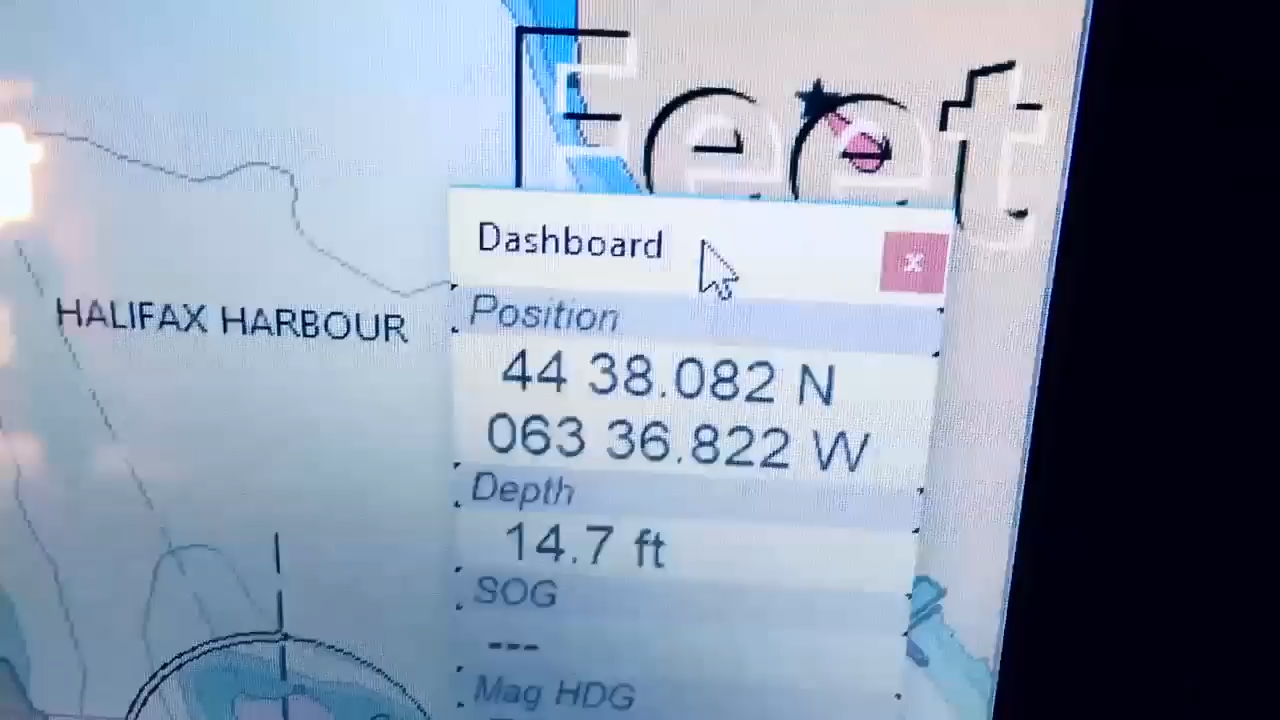 Feet
Dashboard
x
HALIFAX HARBOUR
Position
44 38.082 N
063 36.822 W
Depth
14.7 ft
SOG
---
Mag HDG